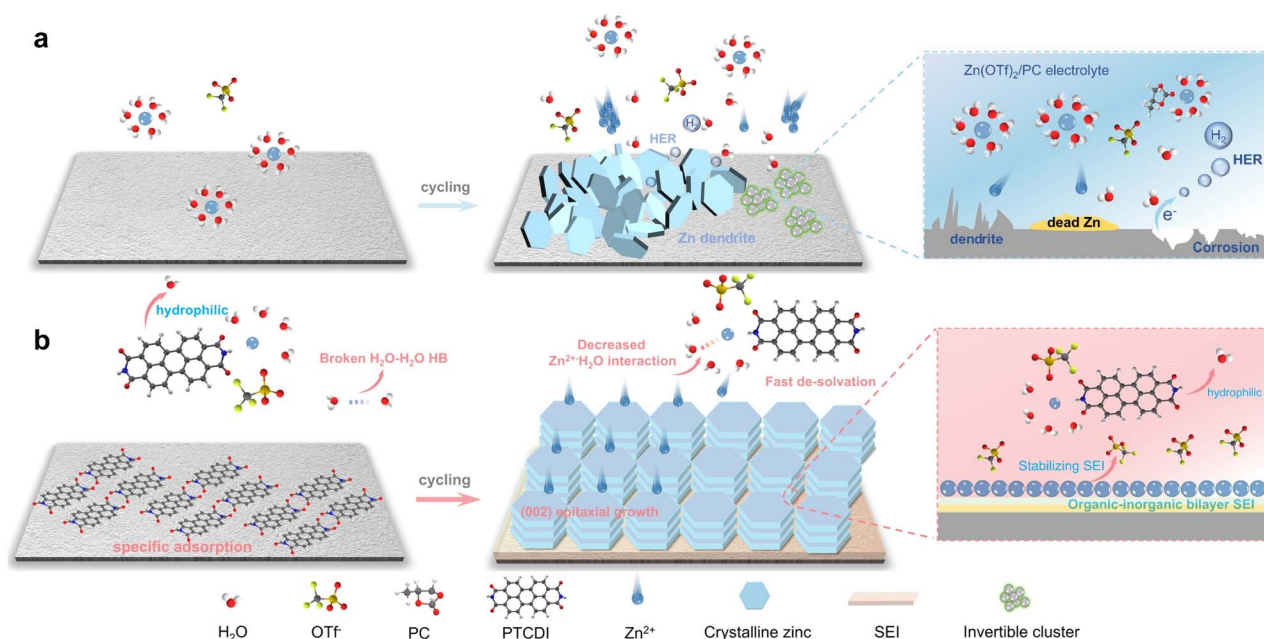 a
cycling
H₂
HER
Zn dendrite
Zn(OTf)₂/PC electrolyte
H₂
HER
dendrite
dead Zn
e⁻
Corrosion
b
hydrophilic
Broken H₂O-H₂O HB
specific adsorption
cycling
Decreased
Zn²⁺-H₂O interaction
Fast de-solvation
(002) epitaxial growth
hydrophilic
Stabilizing SEI
Organic-inorganic bilayer SEI
H₂O
OTf⁻
PC
PTCDI
Zn²⁺
Crystalline zinc
SEI
Invertible cluster